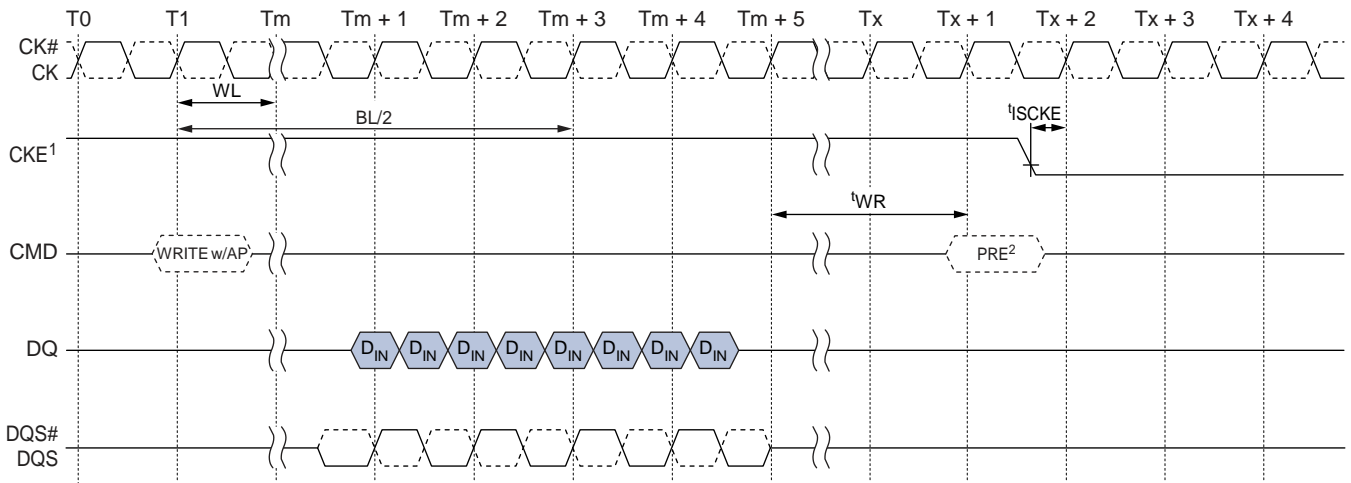 T0 T1 Tm Tm + 1 Tm + 2 Tm + 3 Tm + 4 Tm + 5 Tx Tx + 1 Tx + 2 Tx + 3 Tx + 4
CK#
CK
WL
BL/2
tISCKE
CKE1
tWR
CMD
WRITE w/AP
PRE2
DQ
DIN DIN DIN DIN DIN DIN DIN DIN
DQS#
DQS